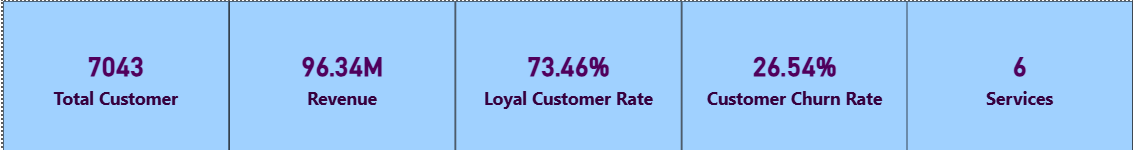 7043
Total Customer
96.34M
Revenue
73.46%
Loyal Customer Rate
26.54%
Customer Churn Rate
6
Services